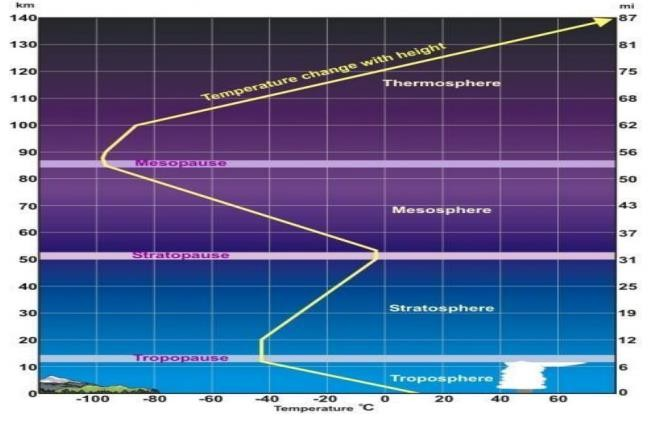 km
mi
140
87
130
81
Temperature change with height
120
75
Thermosphere
110
68
100
62
90
56
Mesopause
80
50
70
43
Mesosphere
60
37
Stratopause
50
31
40
25
30
19
Stratosphere
20
12
Tropopause
10
6
Troposphere
0
0
-100 -80 -60 -40 -20 0 20 40 60
Temperature °C